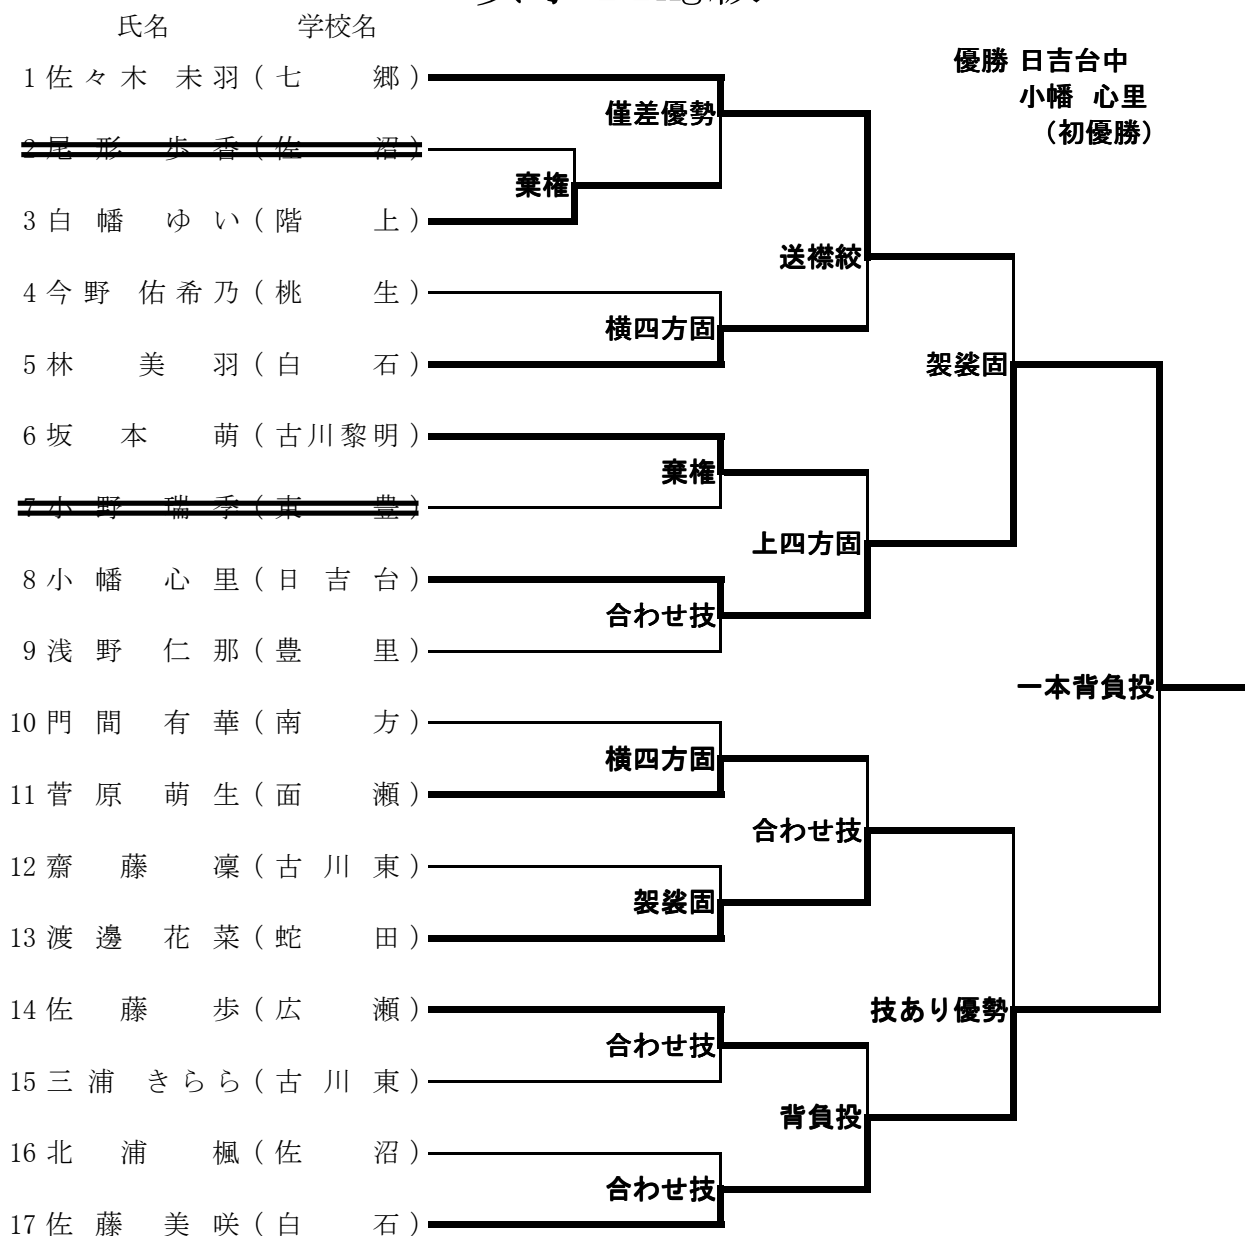 氏名 学校名
優勝 日吉台中
小幡 心里
（初優勝）
1 佐々木 未羽（七 郷）
僅差優勢
2 尾形 歩香（佐 沼）
棄権
3 白幡 ゆい（階 上）
送襟絞
4 今野 佑希乃（桃 生）
横四方固
5 林 美羽（白 石）
袈裟固
6 坂本 萌（古川黎明）
棄権
7 小野 瑞季（東 豊）
上四方固
8 小幡 心里（日吉台）
合わせ技
9 浅野 仁那（豊 里）
一本背負投
10 門間 有華（南 方）
横四方固
11 菅原 萌生（面 瀬）
合わせ技
12 齋藤 凜（古川東）
袈裟固
13 渡邊 花菜（蛇 田）
14 佐藤 歩（広 瀬）
技あり優勢
合わせ技
15 三浦 きらら（古川東）
背負投
16 北浦 楓（佐 沼）
合わせ技
17 佐藤 美咲（白 石）